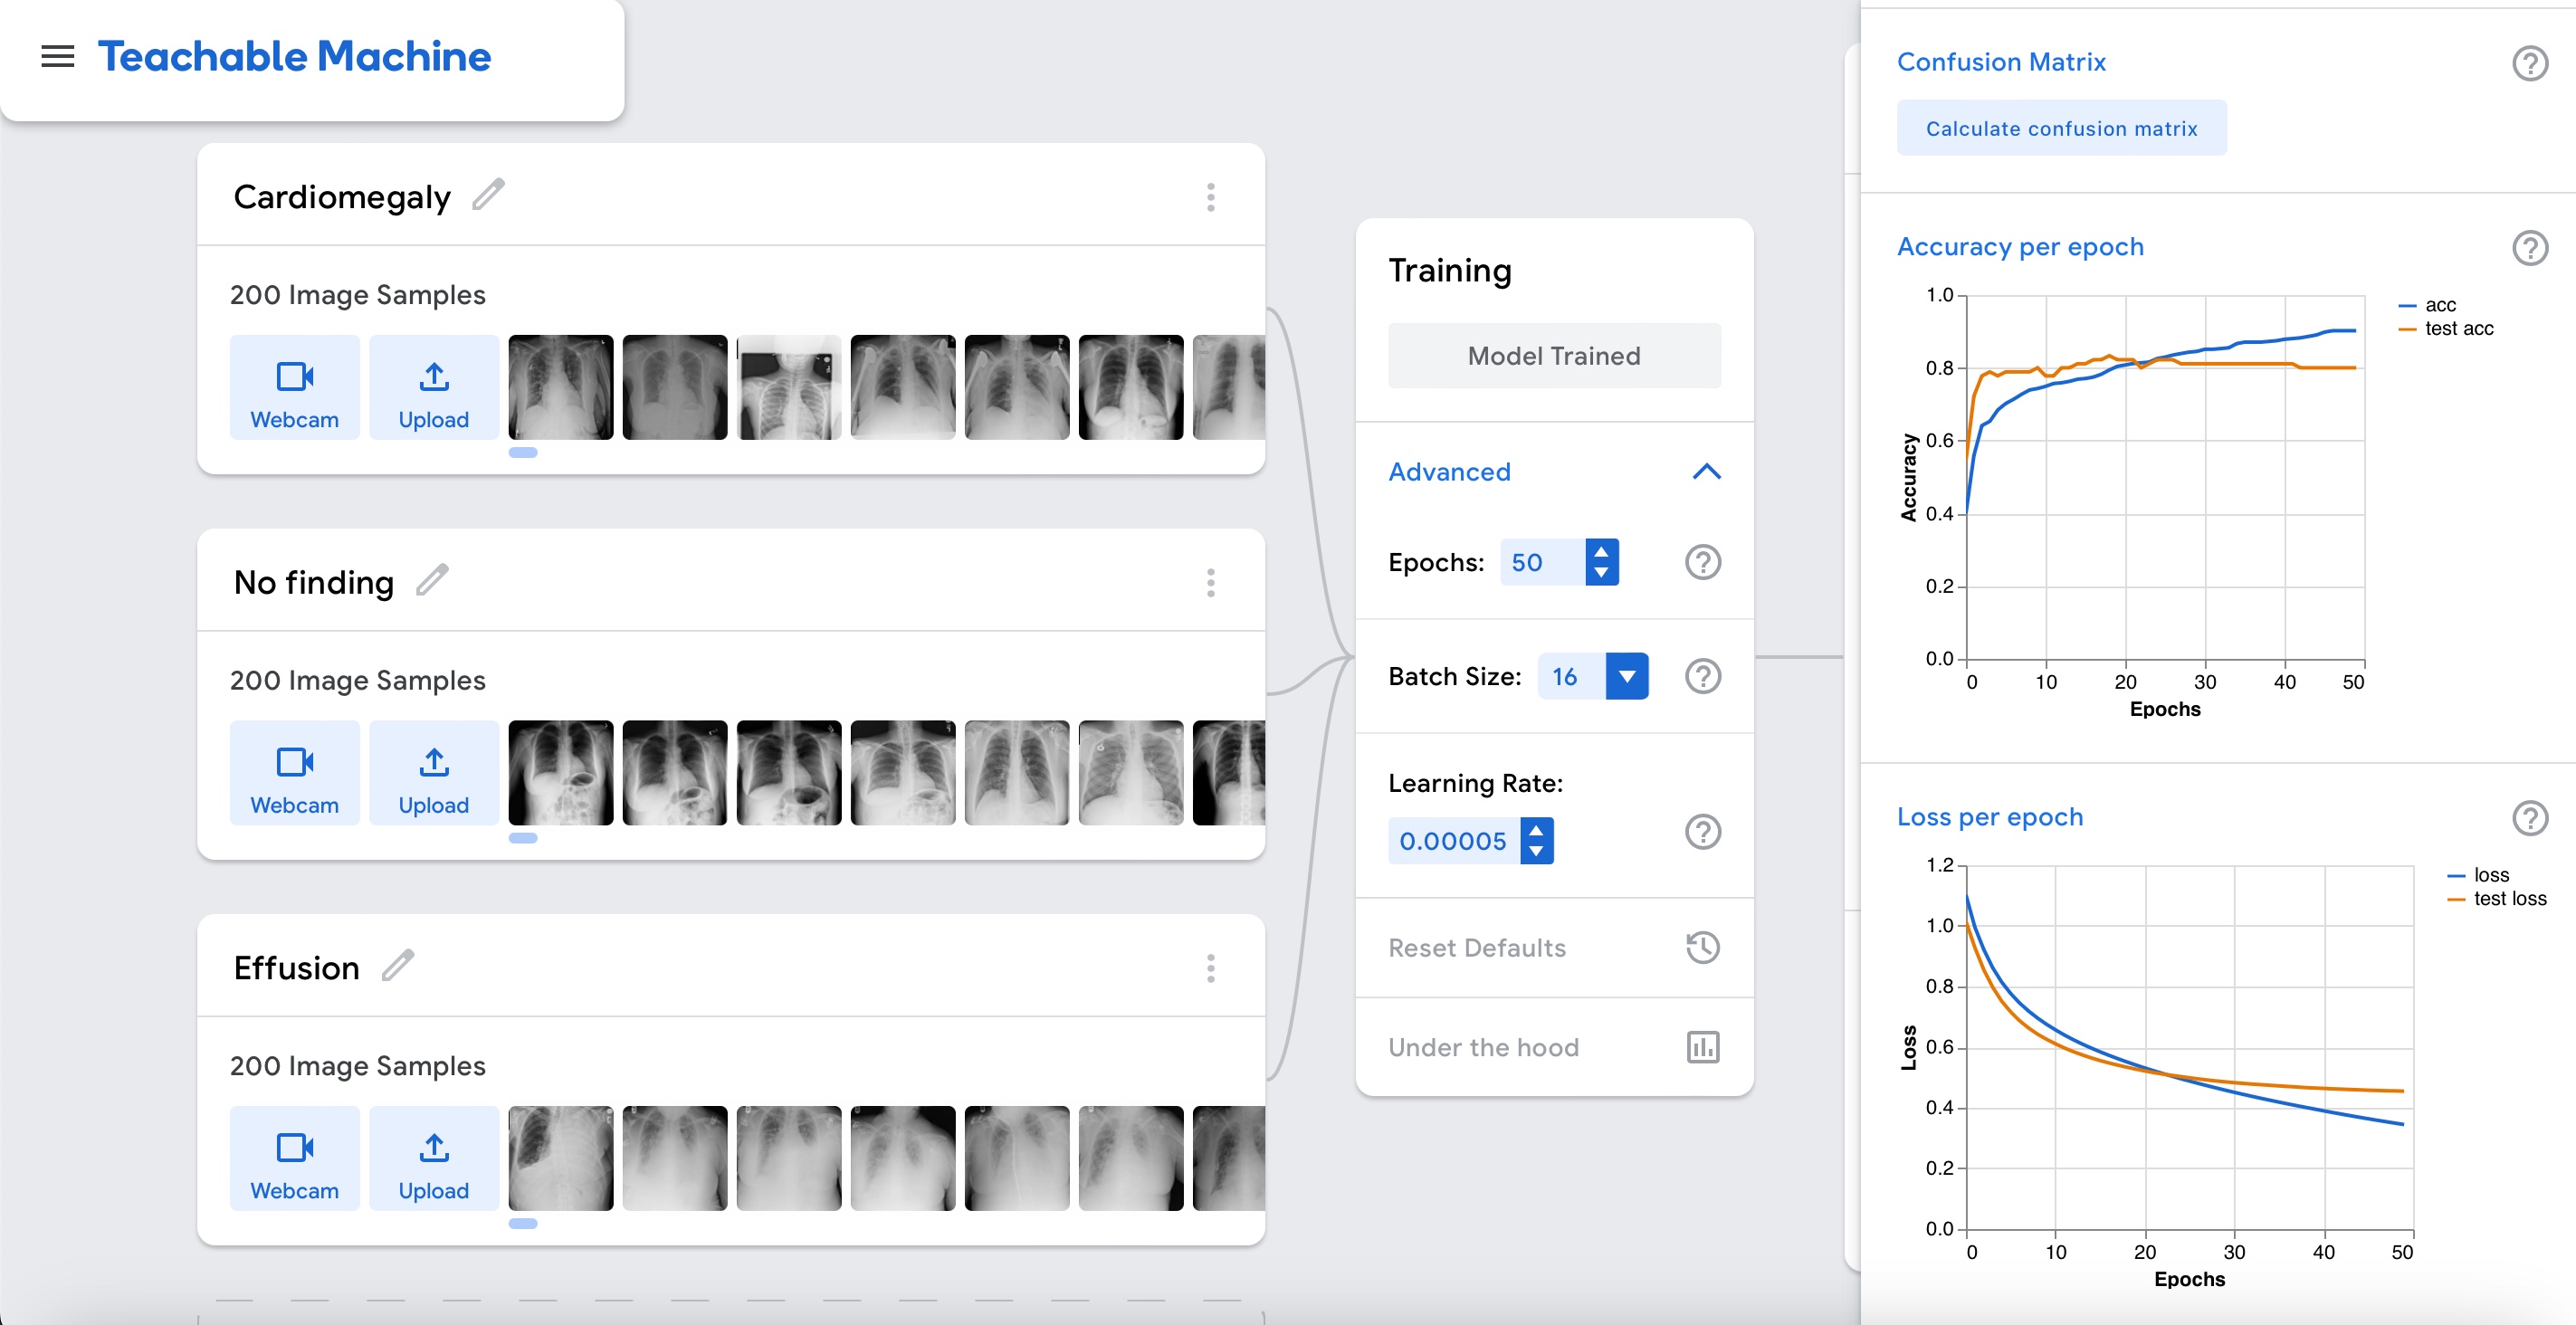 Teachable Machine
Cardiomegaly
200 Image Samples
Webcam
Upload
No finding
200 Image Samples
Webcam
Upload
Effusion
200 Image Samples
Webcam
Upload
Training
Model Trained
Advanced
Epochs: 50
Batch Size: 16
Learning Rate:
0.00005
Reset Defaults
Under the hood
Confusion Matrix
Calculate confusion matrix
Accuracy per epoch
1.0
0.8
0.6
0.4
0.2
0.0
Accuracy
0 10 20 30 40 50
Epochs
acc
test acc
Loss per epoch
1.2
1.0
0.8
0.6
0.4
0.2
0.0
Loss
0 10 20 30 40 50
Epochs
loss
test loss